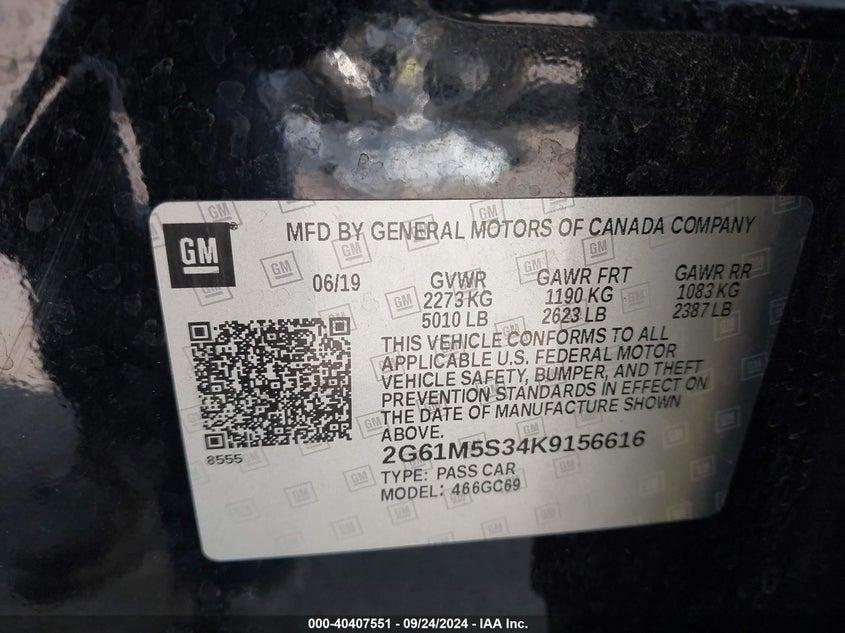 GM
MFD BY GENERAL MOTORS OF CANADA COMPANY
06/19
GVWR
2273 KG
5010 LB
GAWR FRT
1190 KG
2623 LB
GAWR RR
1083 KG
2387 LB
THIS VEHICLE CONFORMS TO ALL
APPLICABLE U.S. FEDERAL MOTOR
VEHICLE SAFETY, BUMPER, AND THEFT
PREVENTION STANDARDS IN EFFECT ON
THE DATE OF MANUFACTURE SHOWN
ABOVE.
8555
2G61M5S34K9156616
TYPE: PASS CAR
MODEL: 466GC69
000-40407551 - 09/24/2024 - IAA Inc.